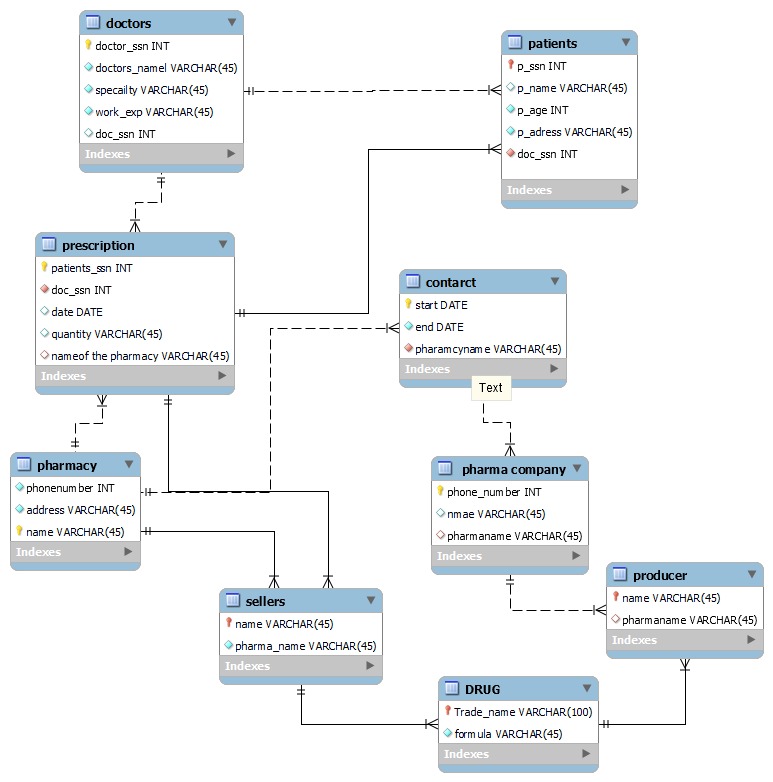 doctors
doctor_ssn INT
doctors_namel VARCHAR(45)
specailty VARCHAR(45)
work_exp VARCHAR(45)
doc_ssn INT
Indexes
patients
p_ssn INT
p_name VARCHAR(45)
p_age INT
p_adress VARCHAR(45)
doc_ssn INT
Indexes
prescription
patients_ssn INT
doc_ssn INT
date DATE
quantity VARCHAR(45)
nameof the pharmacy VARCHAR(45)
Indexes
contarct
start DATE
end DATE
pharamcyname VARCHAR(45)
Indexes
Text
pharmacy
phonenumber INT
address VARCHAR(45)
name VARCHAR(45)
Indexes
pharma company
phone_number INT
nmae VARCHAR(45)
pharmaname VARCHAR(45)
Indexes
producer
name VARCHAR(45)
pharmaname VARCHAR(45)
Indexes
sellers
name VARCHAR(45)
pharma_name VARCHAR(45)
Indexes
DRUG
Trade_name VARCHAR(100)
formula VARCHAR(45)
Indexes